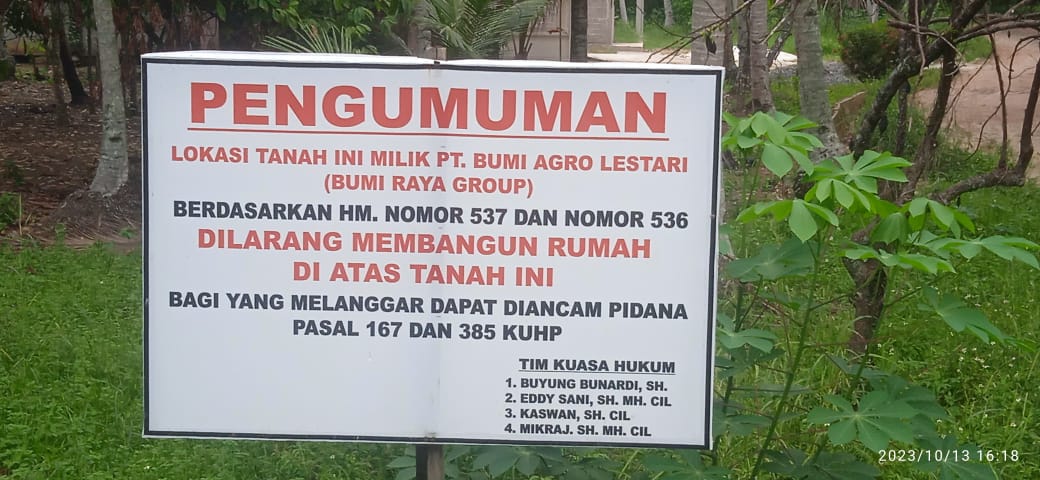 PENGUMUMAN
LOKASI TANAH INI MILIK PT. BUMI AGRO LESTARI
(BUMI RAYA GROUP)
BERDASARKAN HM. NOMOR 537 DAN NOMOR 536
DILARANG MEMBANGUN RUMAH
DI ATAS TANAH INI
BAGI YANG MELANGGAR DAPAT DIANCAM PIDANA
PASAL 167 DAN 385 KUHP
TIM KUASA HUKUM
1. BUYUNG BUNARDI, SH.
2. EDDY SANI, SH. MH. CIL
3. KASWAN, SH. CIL
4. MIKRAJ. SH. MH. CIL
2023/10/13 16:18